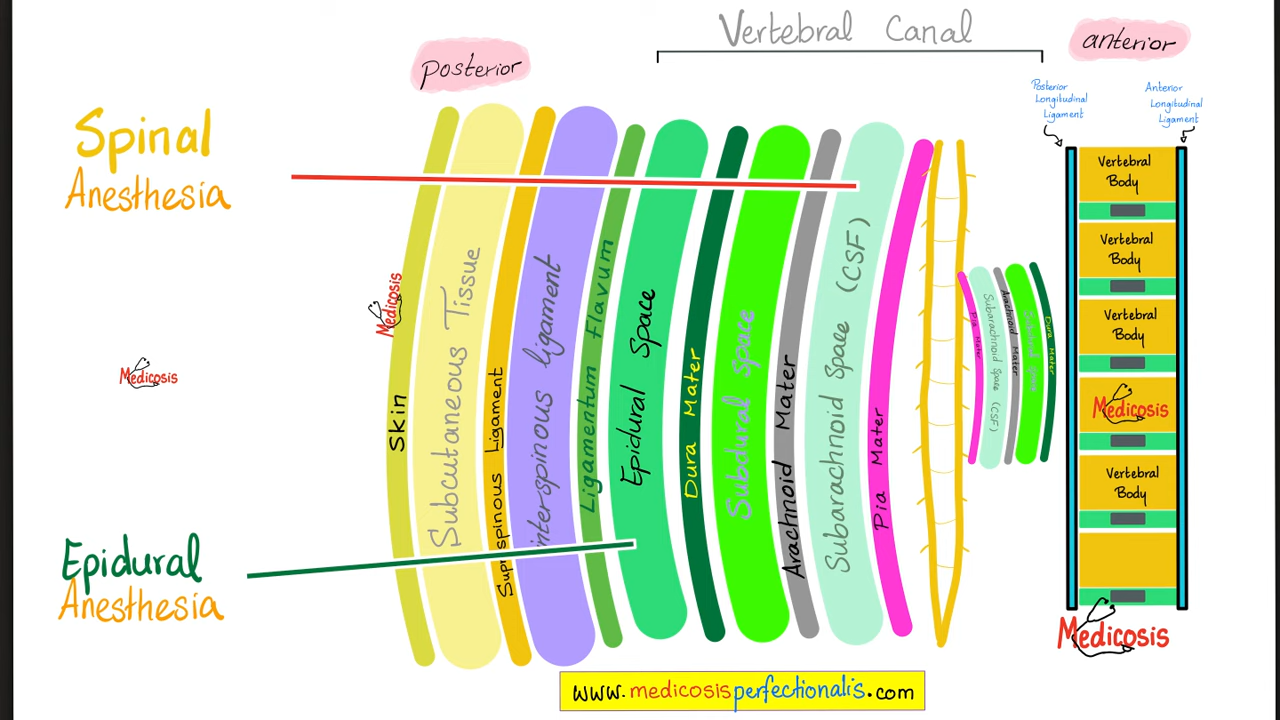 Vertebral Canal
posterior
anterior
Posterior
Longitudinal
Ligament
Anterior
Longitudinal
Ligament
Spinal
Anesthesia
Epidural
Anesthesia
Medicosis
Medicosis
Skin
Subcutaneous Tissue
Supraspinous Ligament
interspinous ligament
Ligamentum Flavum
Epidural Space
Dura Mater
Subdural Space
Arachnoid Mater
Subarachnoid Space (CSF)
Pia Mater
Pia Mater
Subarachnoid Space (CSF)
Arachnoid Mater
Subdural Space
Dura Mater
Vertebral
Body
Vertebral
Body
Vertebral
Body
Medicosis
Vertebral
Body
Medicosis
www.medicosisperfectionalis.com